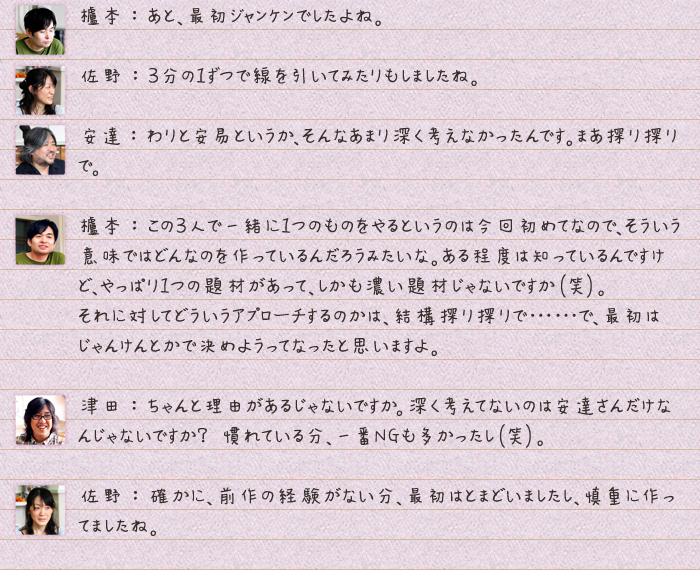 櫨本：あと、最初ジャンケンでしたよね。
佐野：3分の1ずつで線を引いてみたりもしましたね。
安達：わりと安易というか、そんなあまり深く考えなかったんです。まあ探り探り
で。
櫨本：この3人で一緒に1つのものをやるというのは今回初めてなので、そういう
意味ではどんなのを作っているんだろうみたいな。ある程度は知っているんですけ
ど、やっぱり1つの題材があって、しかも濃い題材じゃないですか(笑)。
それに対してどういうアプローチするのかは、結構探り探りで……で、最初は
じゃんけんとかで決めようってなったと思いますよ。
津田：ちゃんと理由があるじゃないですか。深く考えてないのは安達さんだけな
んじゃないですか？ 慣れている分、一番NGも多かったし(笑)。
佐野：確かに、前作の経験がない分、最初はとまどいましたし、慎重に作っ
てましたね。